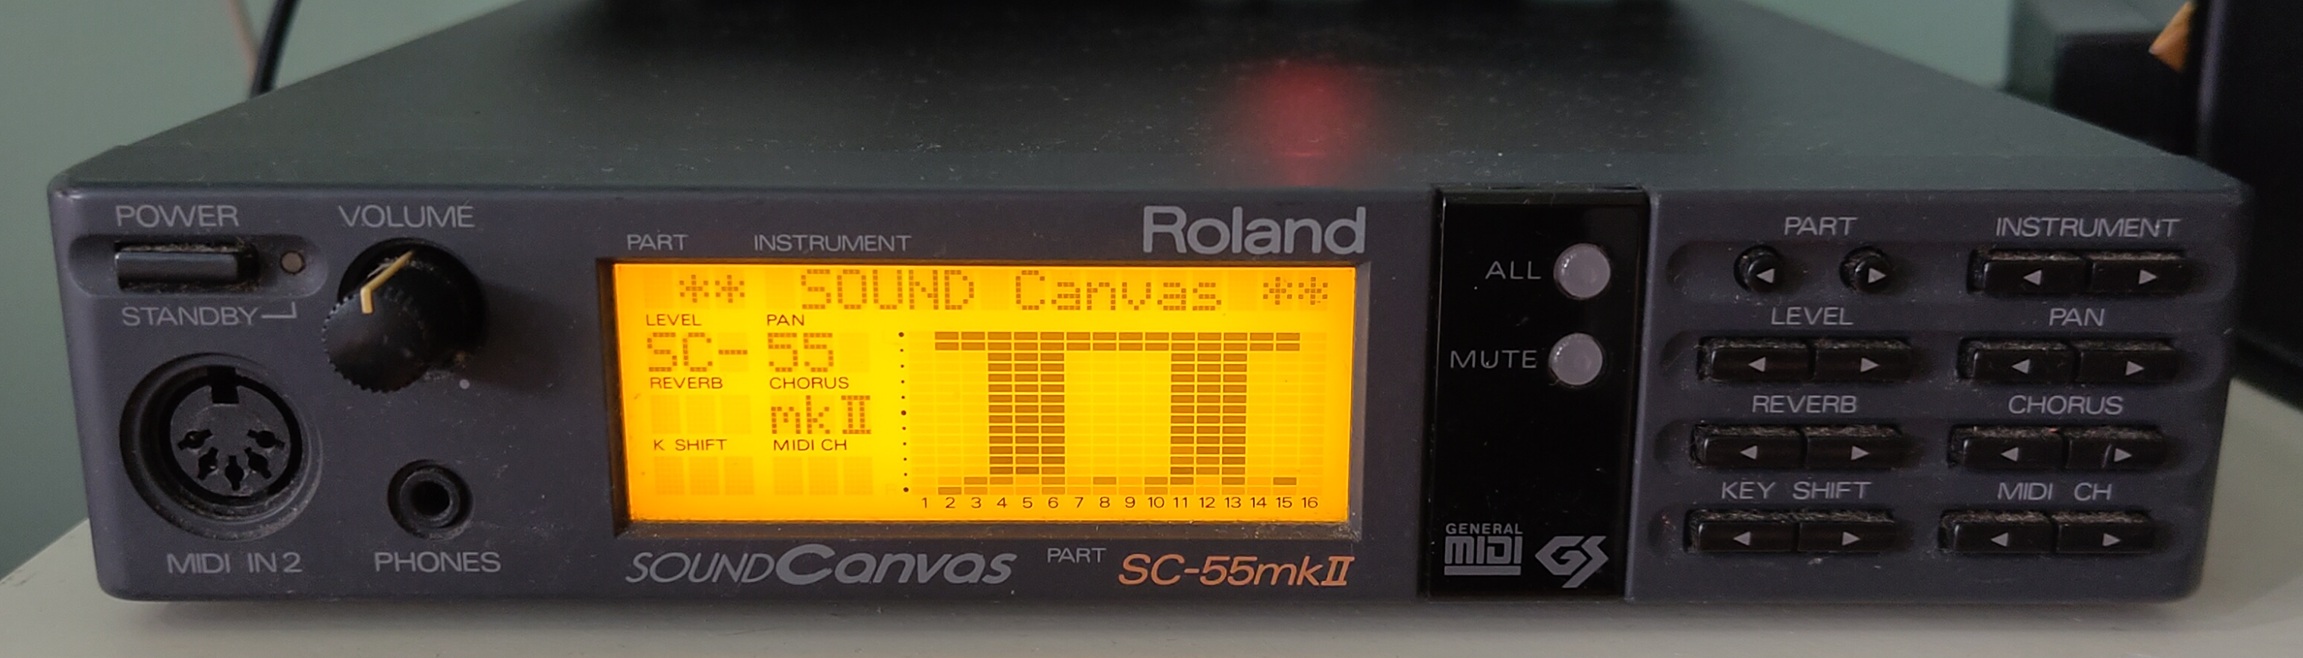 POWER
VOLUME
STANDBY
MIDI IN 2
PHONES
PART INSTRUMENT
Roland
** SOUND Canvas **
LEVEL PAN
SC- 55
REVERB CHORUS
mkII
K SHIFT MIDI CH
1 2 3 4 5 6 7 8 9 10 11 12 13 14 15 16
SOUND Canvas PART SC-55mkII
ALL
MUTE
GENERAL
MIDI GS
PART INSTRUMENT
LEVEL PAN
REVERB CHORUS
KEY SHIFT MIDI CH